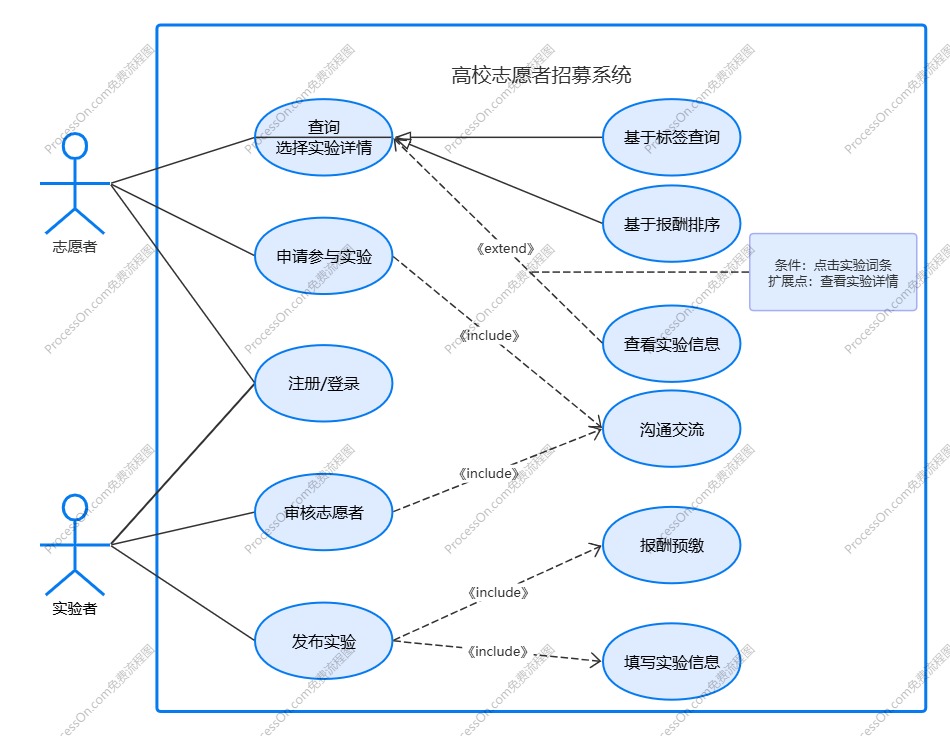 高校志愿者招募系统
查询
选择实验详情
基于标签查询
基于报酬排序
志愿者
申请参与实验
《extend》
条件：点击实验词条
扩展点：查看实验详情
《include》
查看实验信息
注册/登录
沟通交流
《include》
审核志愿者
实验者
报酬预缴
《include》
发布实验
《include》
填写实验信息
ProcessOn.com免费流程图